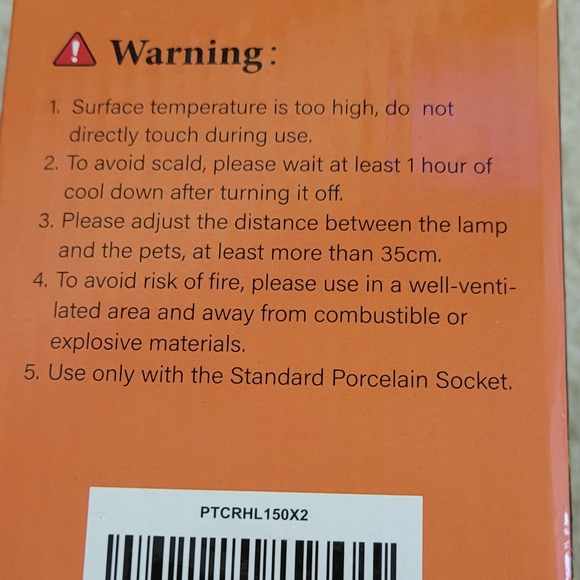 Warning:
1. Surface temperature is too high, do not
directly touch during use.
2. To avoid scald, please wait at least 1 hour of
cool down after turning it off.
3. Please adjust the distance between the lamp
and the pets, at least more than 35cm.
4. To avoid risk of fire, please use in a well-venti-
lated area and away from combustible or
explosive materials.
5. Use only with the Standard Porcelain Socket.
PTCRHL150X2